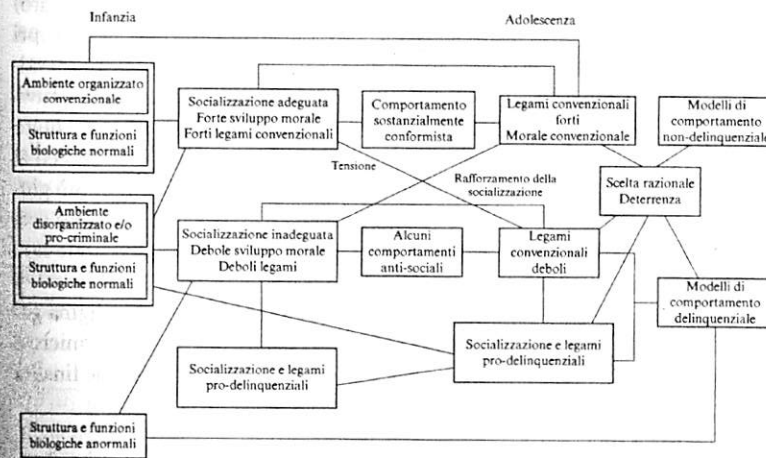 Infanzia
Adolescenza
Ambiente organizzato
convenzionale
Struttura e funzioni
biologiche normali
Socializzazione adeguata
Forte sviluppo morale
Forti legami convenzionali
Comportamento
sostanzialmente
conformista
Legami convenzionali
forti
Morale convenzionale
Modelli di
comportamento
non-delinquenziale
Tensione
Rafforzamento della
socializzazione
Scelta razionale
Deterrenza
Ambiente
disorganizzato e/o
pro-criminale
Struttura e funzioni
biologiche normali
Socializzazione inadeguata
Debole sviluppo morale
Deboli legami
Alcuni
comportamenti
anti-sociali
Legami
convenzionali
deboli
Modelli di
comportamento
delinquenziale
Socializzazione e legami
pro-delinquenziali
Socializzazione e legami
pro-delinquenziali
Struttura e funzioni
biologiche anormali